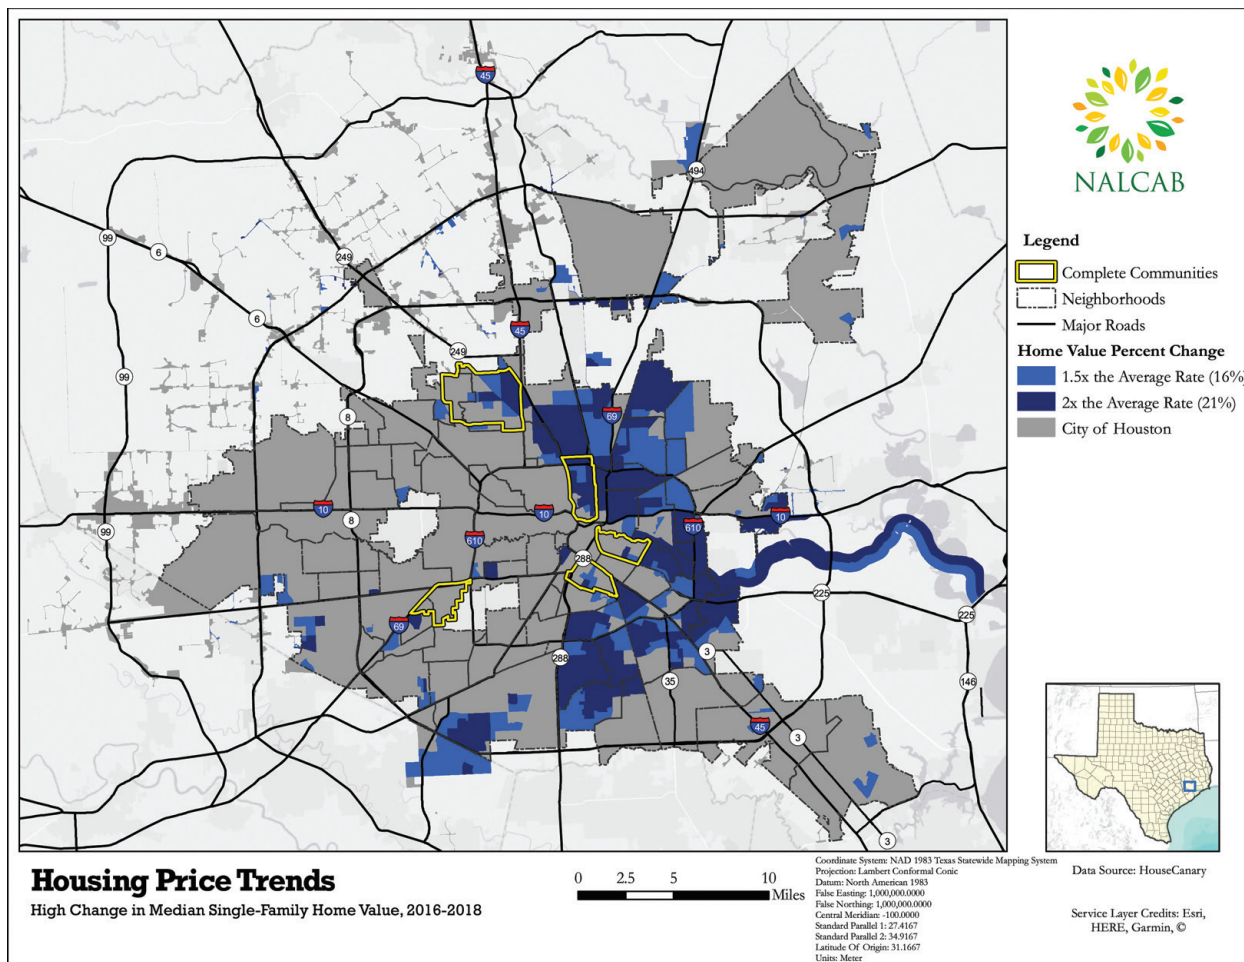 45
494
99
6
249
6
45
249
99
69
8
10
10
10
8
610
610
99
288
225
225
69
3
288
35
146
45
3
3
NALCAB
Legend
Complete Communities
Neighborhoods
Major Roads
Home Value Percent Change
1.5x the Average Rate (16%)
2x the Average Rate (21%)
City of Houston
Housing Price Trends
High Change in Median Single-Family Home Value, 2016-2018
0 2.5 5 10
Miles
Coordinate System: NAD 1983 Texas Statewide Mapping System
Projection: Lambert Conformal Conic
Datum: North American 1983
False Easting: 1,000,000.0000
False Northing: 1,000,000.0000
Central Meridian: -100.0000
Standard Parallel 1: 27.4167
Standard Parallel 2: 34.9167
Latitude Of Origin: 31.1667
Units: Meter
Data Source: HouseCanary
Service Layer Credits: Esri,
HERE, Garmin, ©